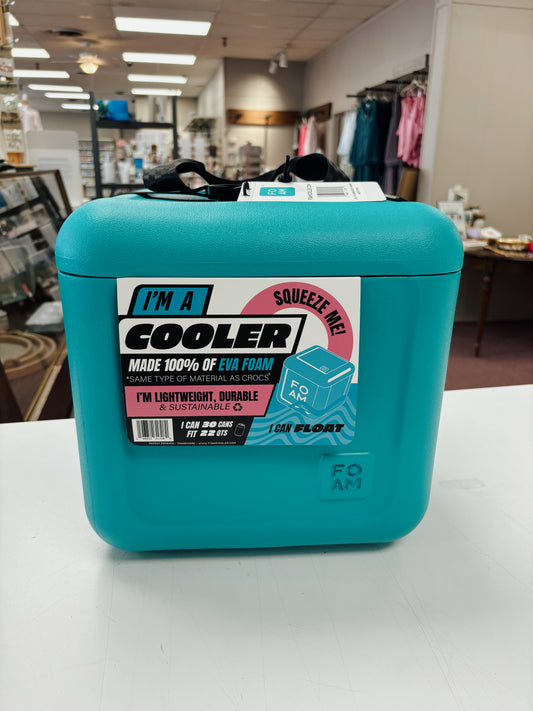 FOAM
I'M A
COOLER
SQUEEZE ME!
MADE 100% OF EVA FOAM
*SAME TYPE OF MATERIAL AS CROCS
I'M LIGHTWEIGHT, DURABLE
& SUSTAINABLE
FO
AM
I CAN 30 CANS
FIT 22 QTS
I CAN FLOAT
FO
AM